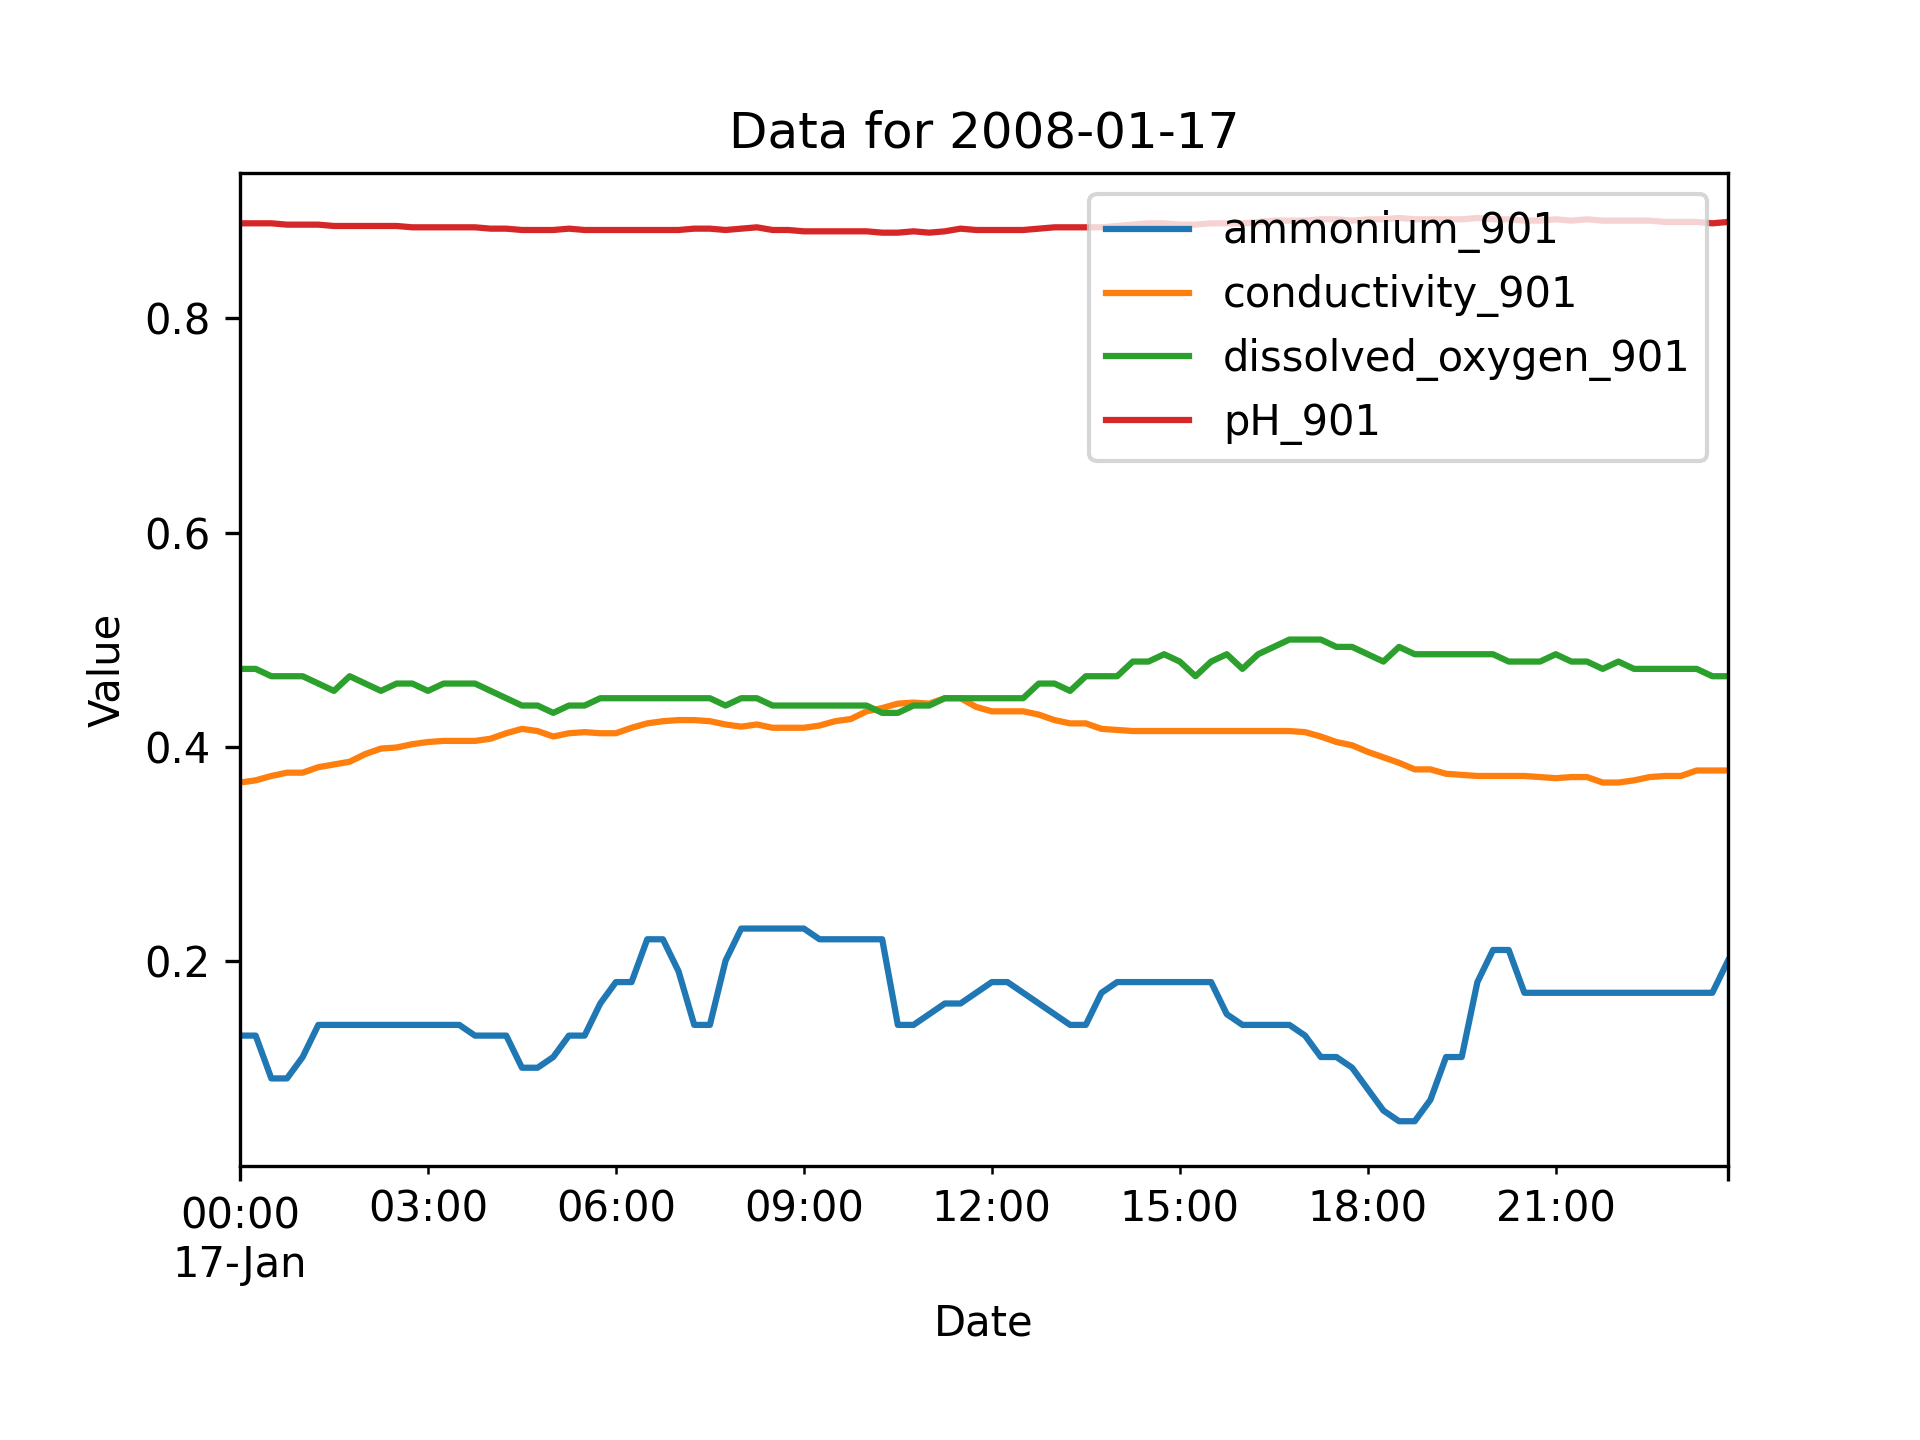 Data for 2008-01-17
ammonium_901
conductivity_901
dissolved_oxygen_901
pH_901
0.8
0.6
0.4
0.2
Value
00:00 03:00 06:00 09:00 12:00 15:00 18:00 21:00
17-Jan
Date